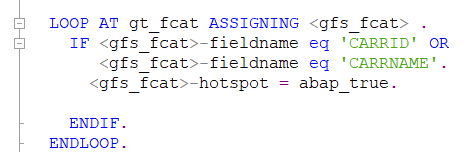 LOOP AT gt_fcat ASSIGNING <gfs_fcat> .
IF <gfs_fcat>-fieldname eq 'CARRID' OR
<gfs_fcat>-fieldname eq 'CARRNAME'.
<gfs_fcat>-hotspot = abap_true.
ENDIF.
ENDLOOP.